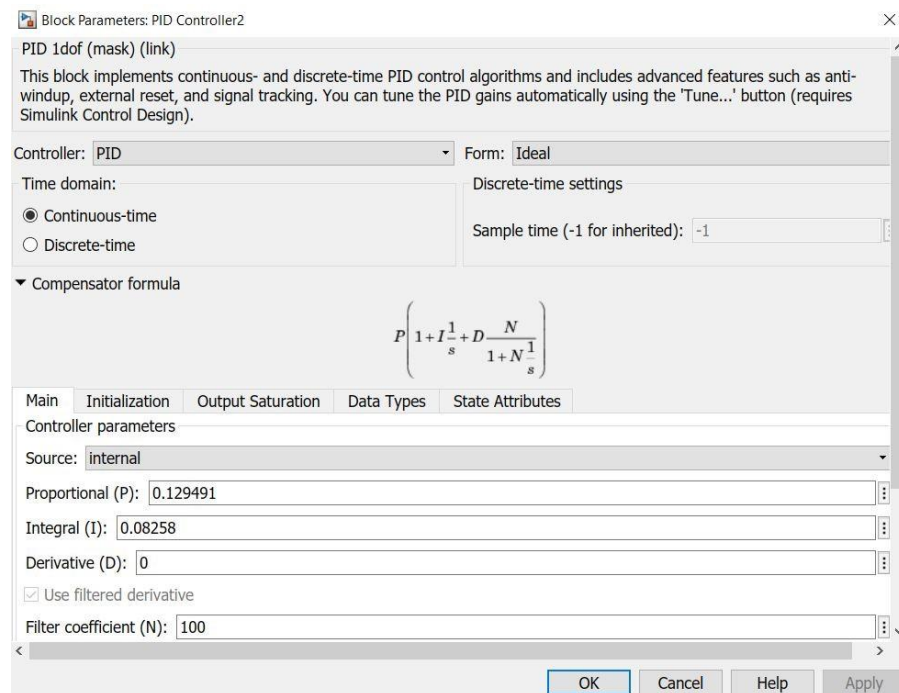 Block Parameters: PID Controller2
PID 1dof (mask) (link)
This block implements continuous- and discrete-time PID control algorithms and includes advanced features such as anti-
windup, external reset, and signal tracking. You can tune the PID gains automatically using the 'Tune...' button (requires
Simulink Control Design).
Controller: PID Form: Ideal
Time domain: Discrete-time settings
Continuous-time
Discrete-time
Sample time (-1 for inherited): -1
Compensator formula
P(1+I 1/s + D N/(1+N 1/s))
Main Initialization Output Saturation Data Types State Attributes
Controller parameters
Source: internal
Proportional (P): 0.129491
Integral (I): 0.08258
Derivative (D): 0
Use filtered derivative
Filter coefficient (N): 100
OK Cancel Help Apply